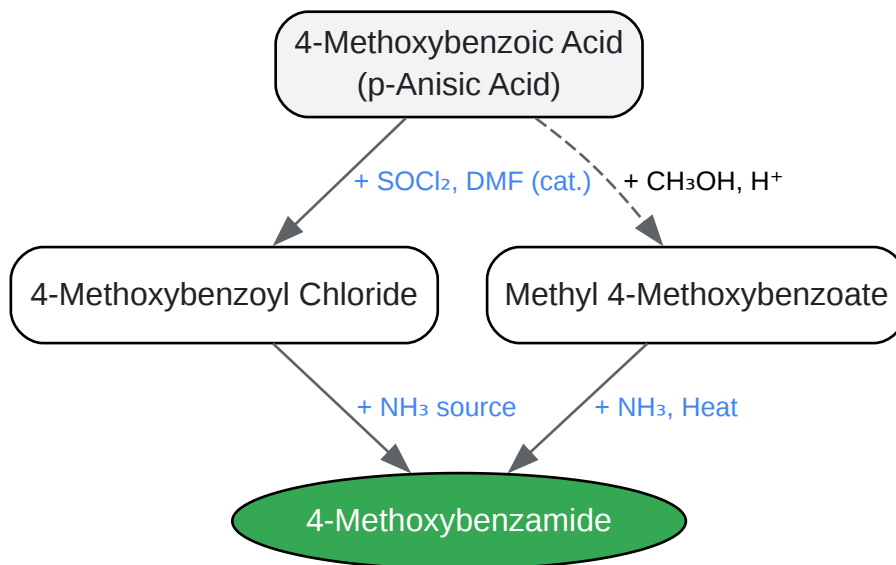 4-Methoxybenzoic Acid
(p-Anisic Acid)
+ SOCl₂, DMF (cat.)
+ CH₃OH, H⁺
4-Methoxybenzoyl Chloride
Methyl 4-Methoxybenzoate
+ NH₃ source
+ NH₃, Heat
4-Methoxybenzamide